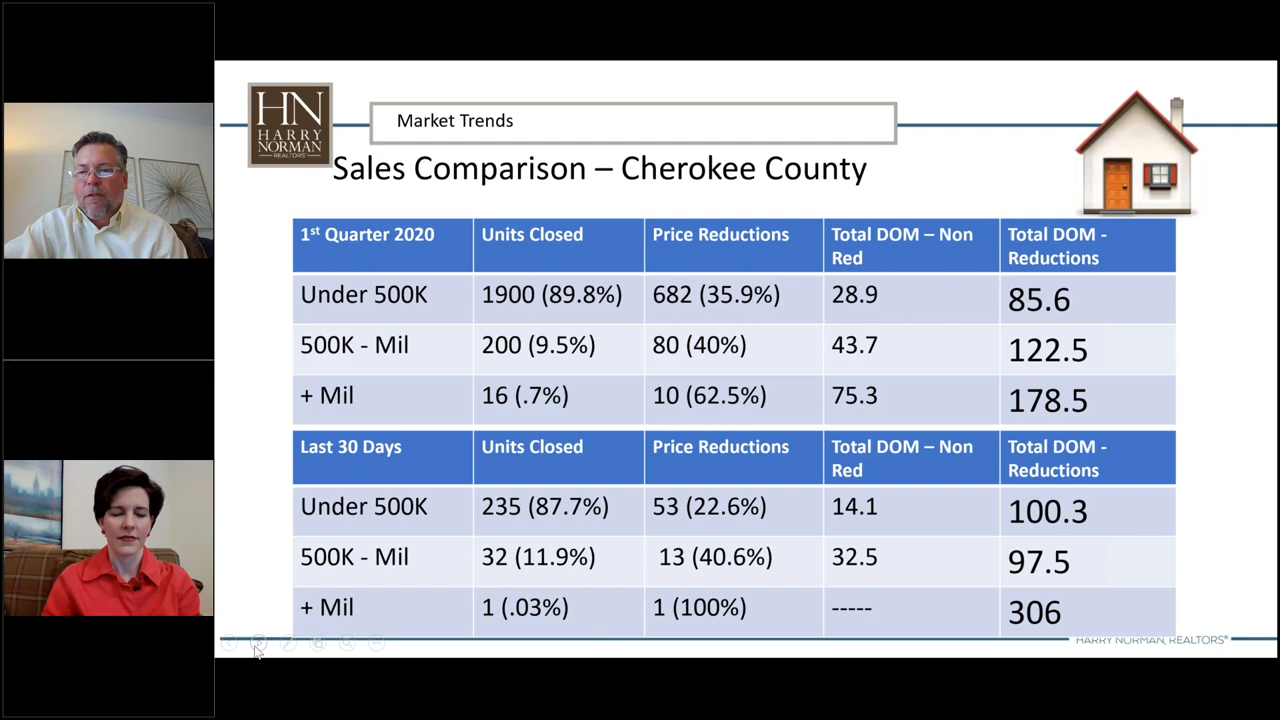 HN
HARRY
NORMAN
REALTORS®
Market Trends
Sales Comparison – Cherokee County
1st Quarter 2020 Units Closed Price Reductions Total DOM – Non Red Total DOM - Reductions
Under 500K 1900 (89.8%) 682 (35.9%) 28.9 85.6
500K - Mil 200 (9.5%) 80 (40%) 43.7 122.5
+ Mil 16 (.7%) 10 (62.5%) 75.3 178.5
Last 30 Days Units Closed Price Reductions Total DOM – Non Red Total DOM - Reductions
Under 500K 235 (87.7%) 53 (22.6%) 14.1 100.3
500K - Mil 32 (11.9%) 13 (40.6%) 32.5 97.5
+ Mil 1 (.03%) 1 (100%) ----- 306
HARRY NORMAN, REALTORS®